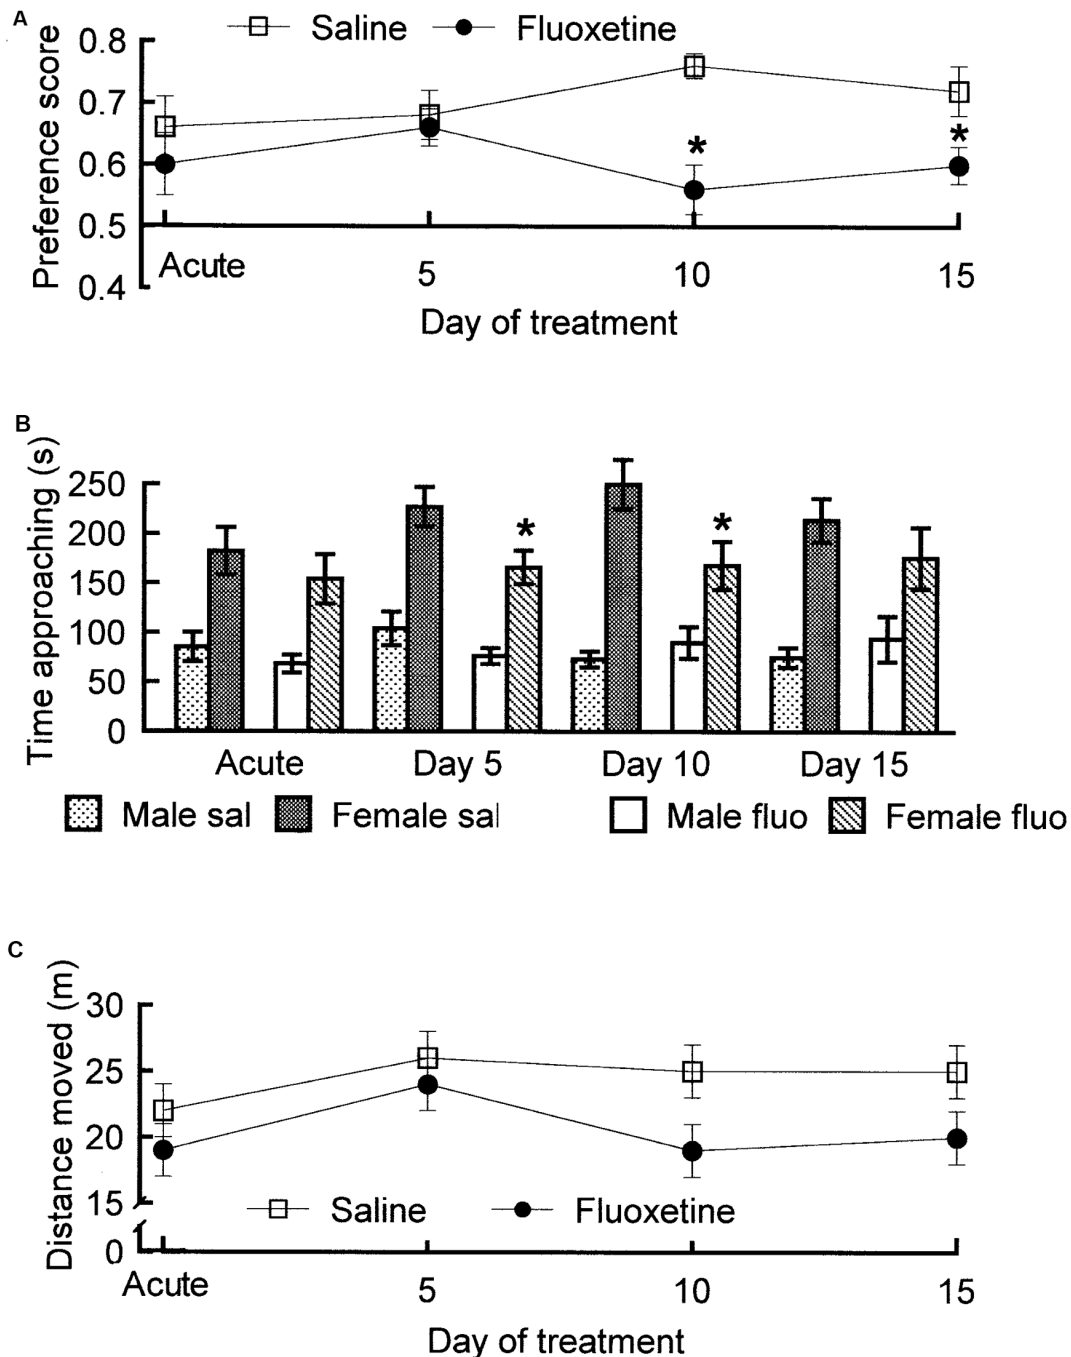 A
Saline Fluoxetine
Preference score
0.8
0.7
0.6
0.5
0.4
*
*
Acute 5 10 15
Day of treatment
B
Time approaching (s)
250
200
150
100
50
0
*
*
Acute Day 5 Day 10 Day 15
Male sal Female sal Male fluo Female fluo
C
Distance moved (m)
30
25
20
15
0
Saline Fluoxetine
Acute 5 10 15
Day of treatment